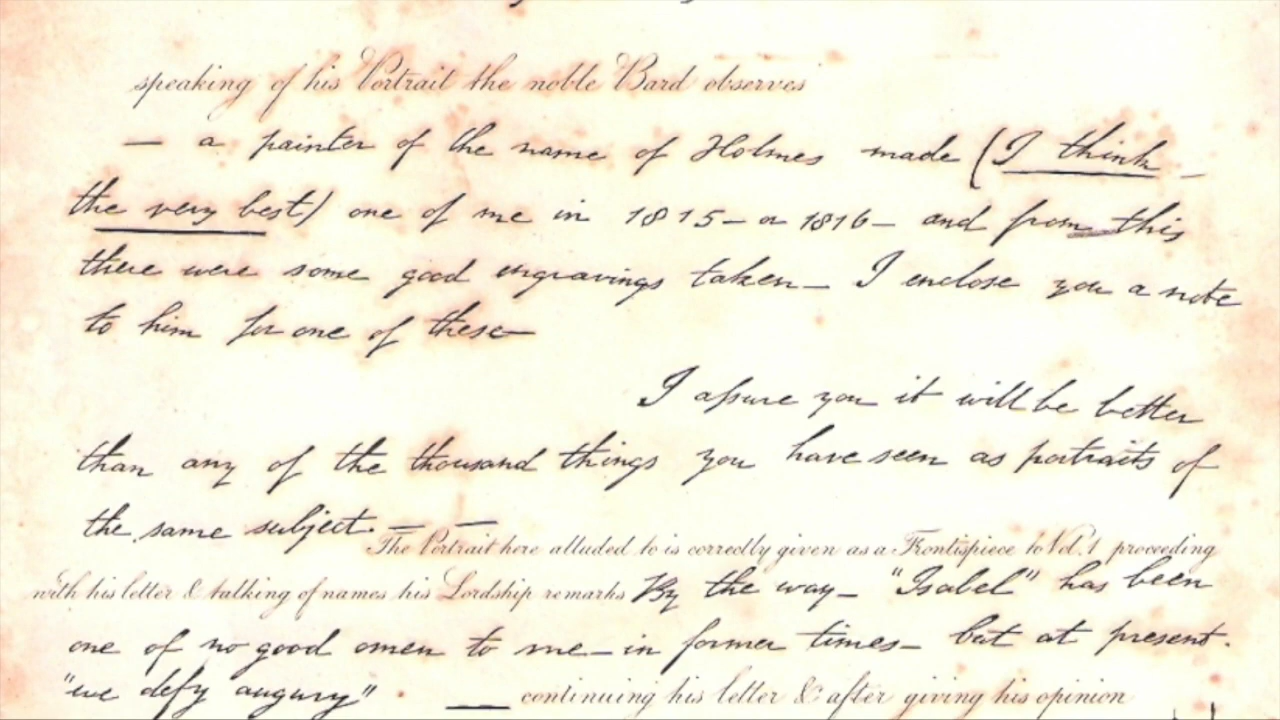 speaking of his Portrait the noble Bard observes
— a painter of the name of Holmes made (I think
the very best) one of me in 1815 — or 1816 — and from this
there were some good engravings taken — I enclose you a note
to him for one of these —
I assure you it will be better
than any of the thousand things you have seen as portraits of
the same subject. — —
The Portrait here alluded to is correctly given as a Frontispiece to Vol. 1 proceeding
with his letter & talking of names his Lordship remarks By the way — "Isabel" has been
one of no good omen to me — in former times — but at present.
"we defy augury" . — continuing his letter & after giving his opinion